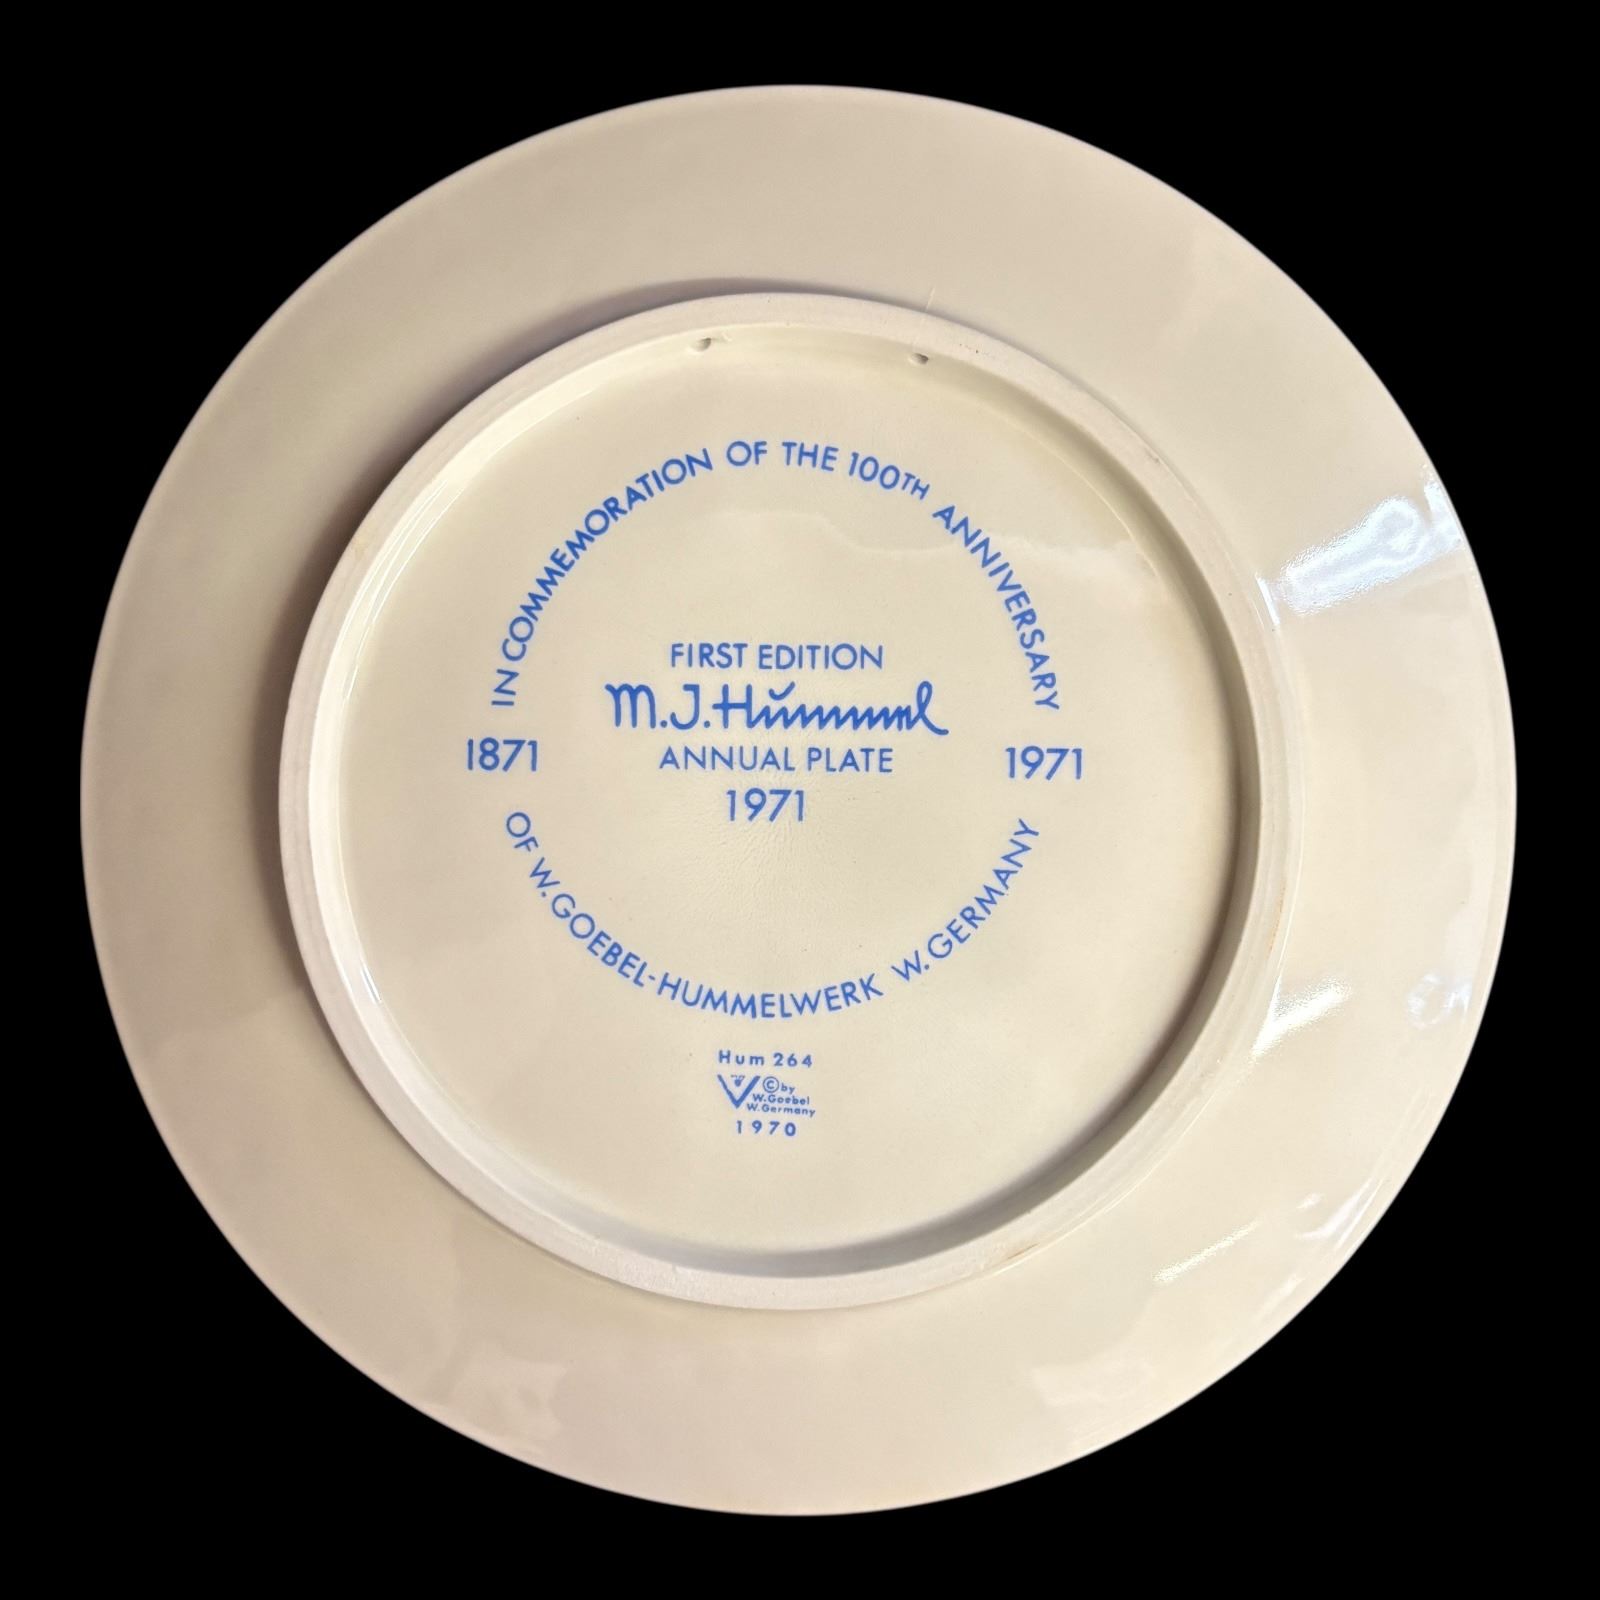 IN COMMEMORATION OF THE 100TH ANNIVERSARY
FIRST EDITION
M.J.Hummel
ANNUAL PLATE
1871
1971
1971
OF W.GOEBEL-HUMMELWERK W.GERMANY
Hum 264
© by
W.Goebel
W.Germany
1970